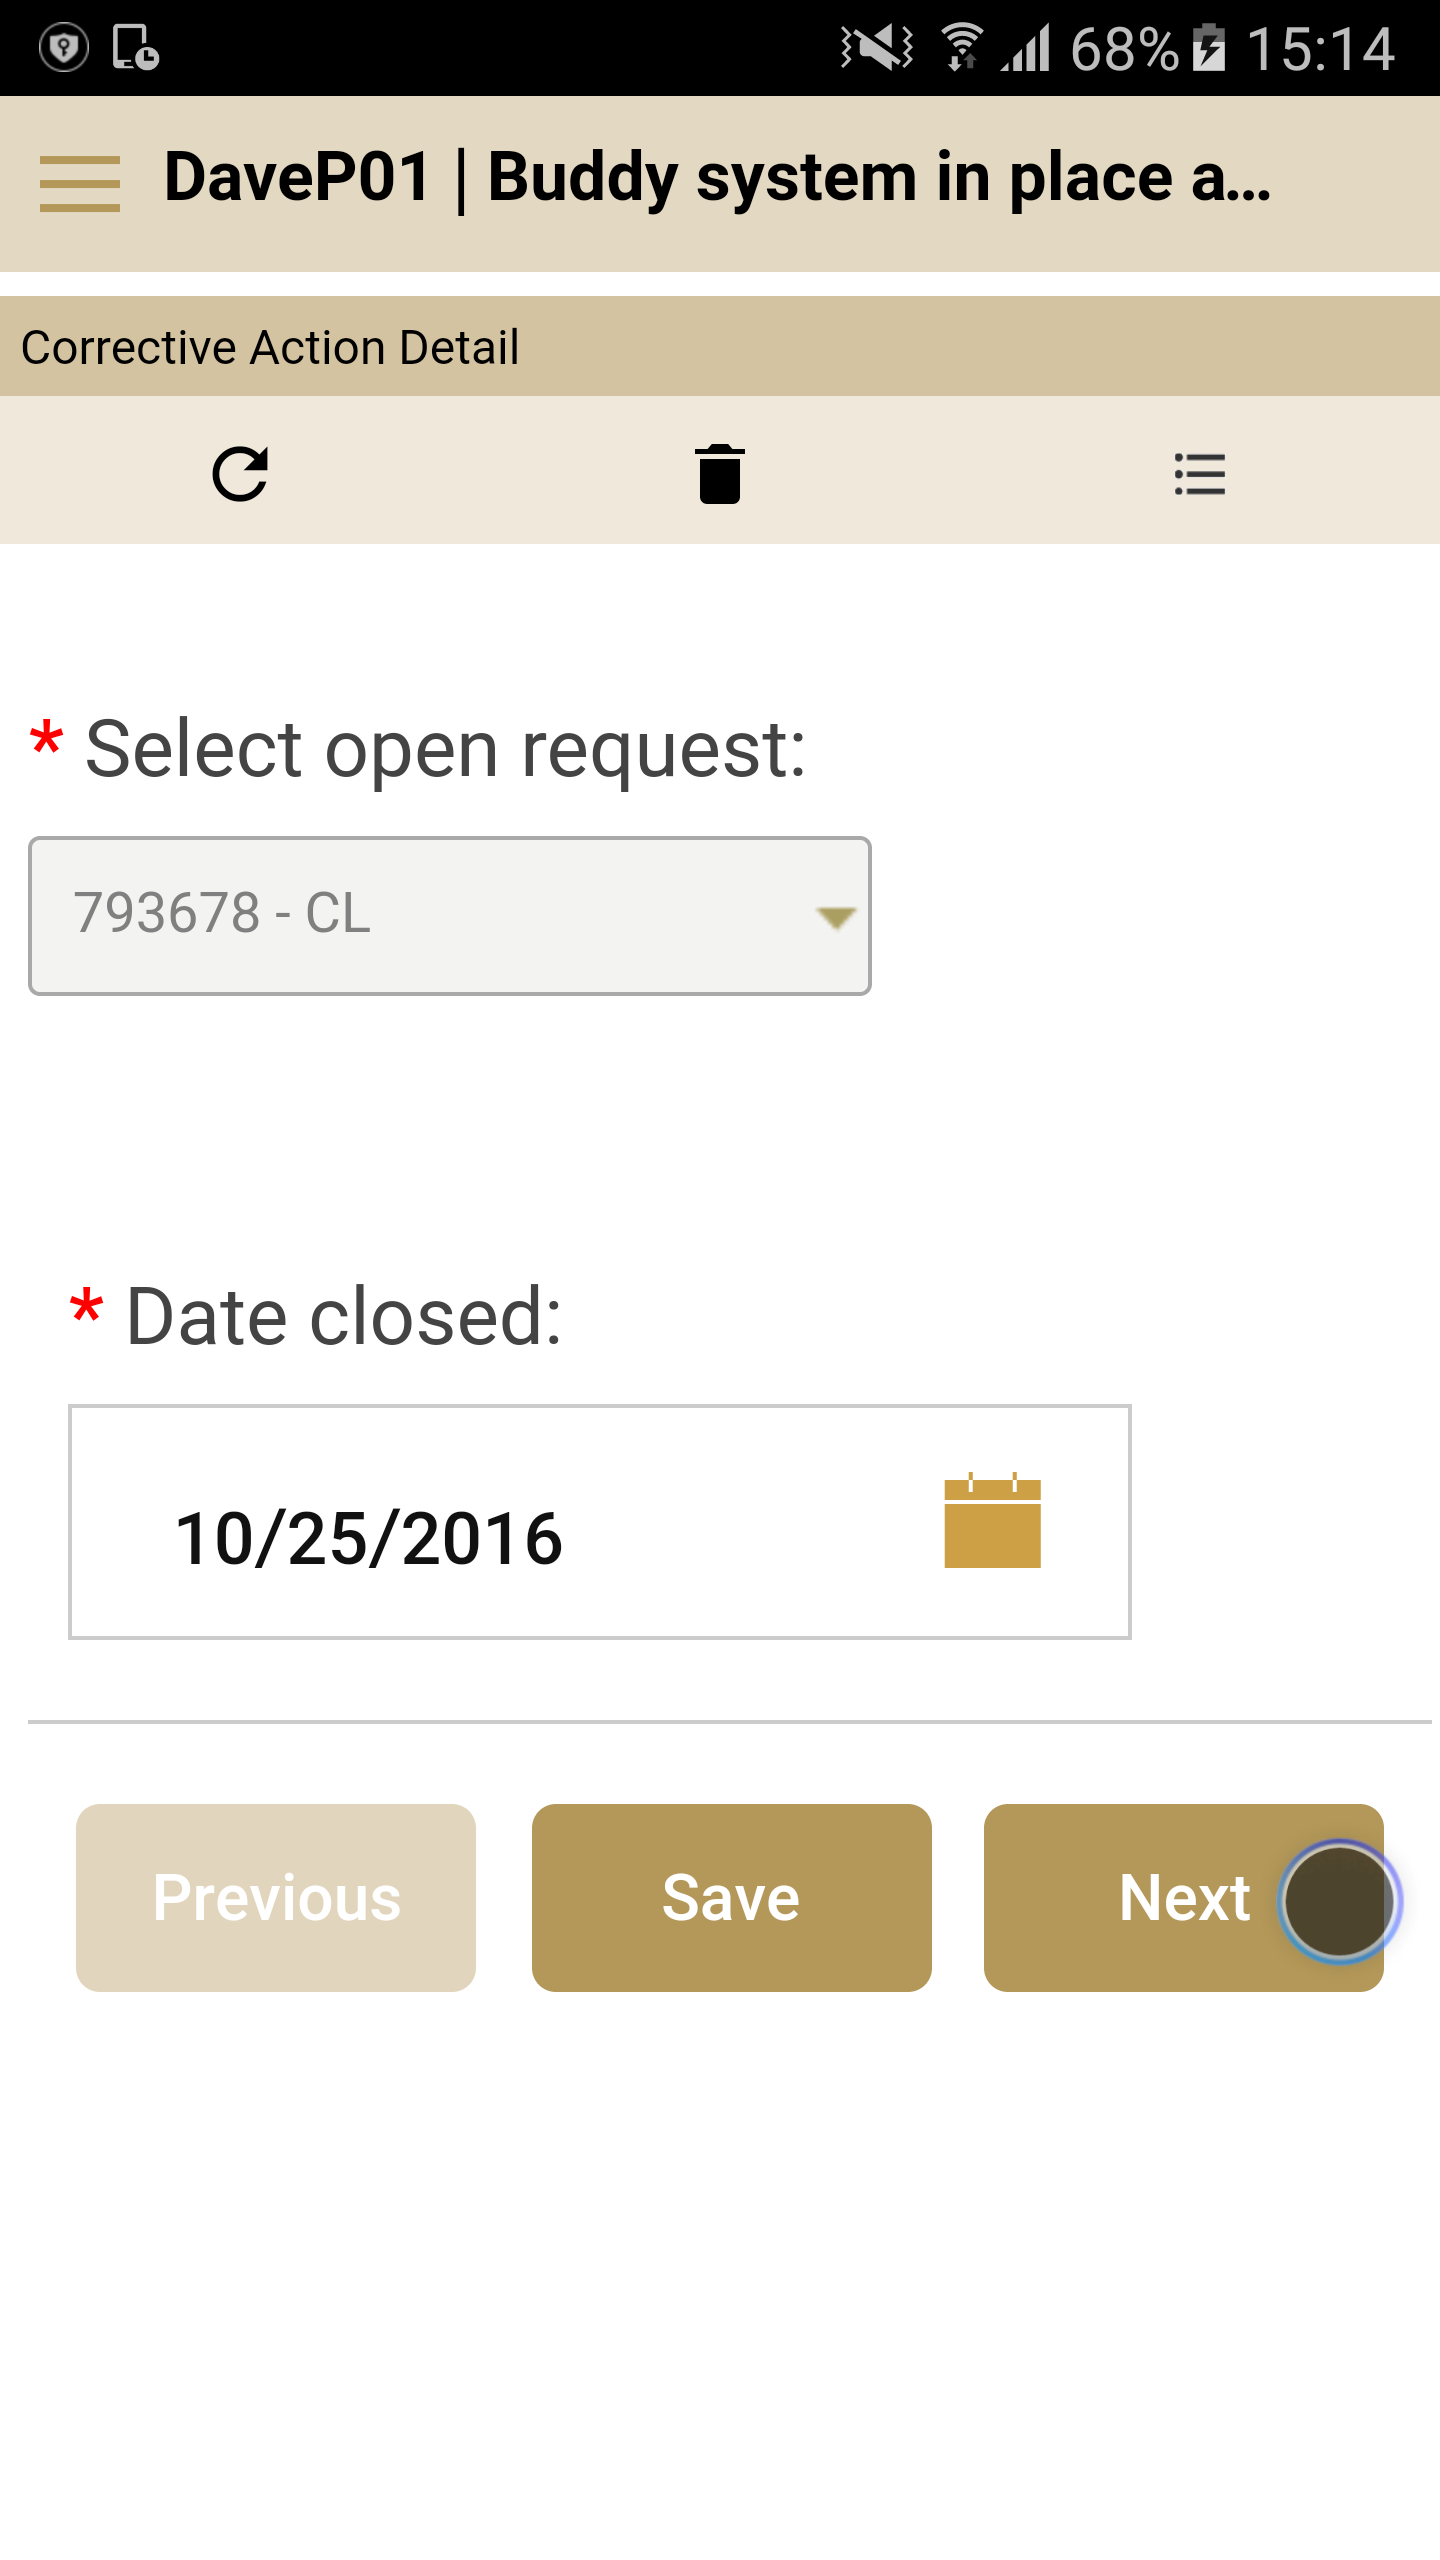 68% 15:14
DaveP01 | Buddy system in place a...
Corrective Action Detail
* Select open request:
793678 - CL
* Date closed:
10/25/2016
Previous Save Next